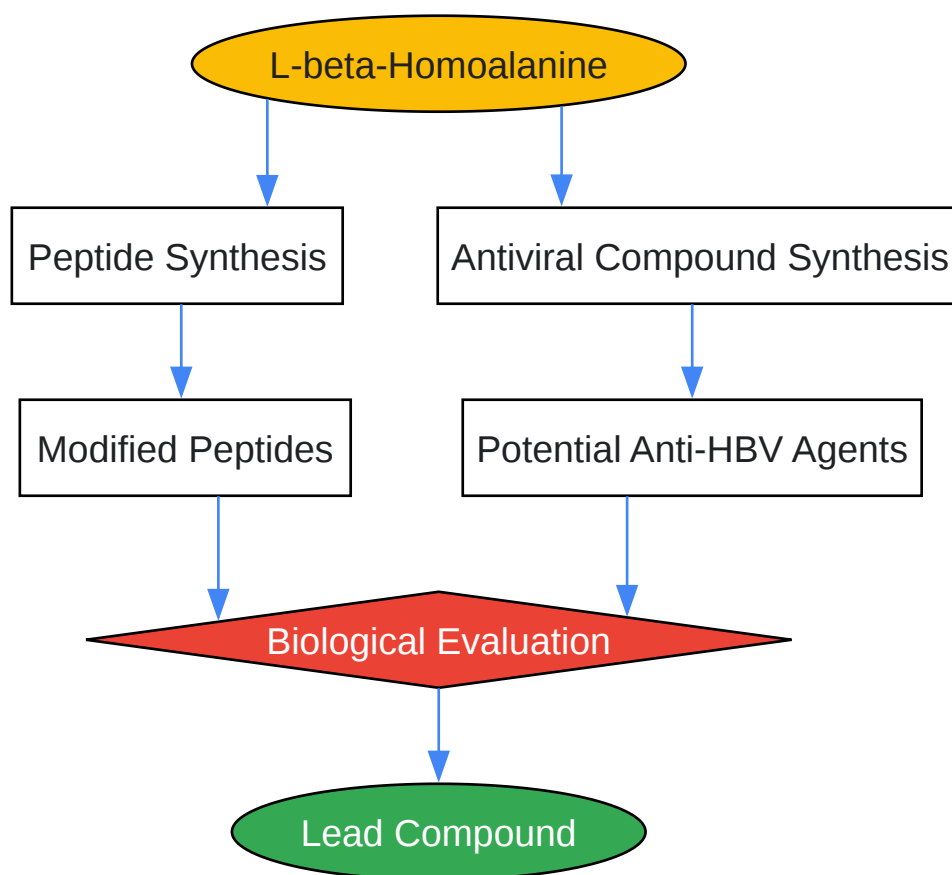 L-beta-Homoalanine
Peptide Synthesis
Antiviral Compound Synthesis
Modified Peptides
Potential Anti-HBV Agents
Biological Evaluation
Lead Compound